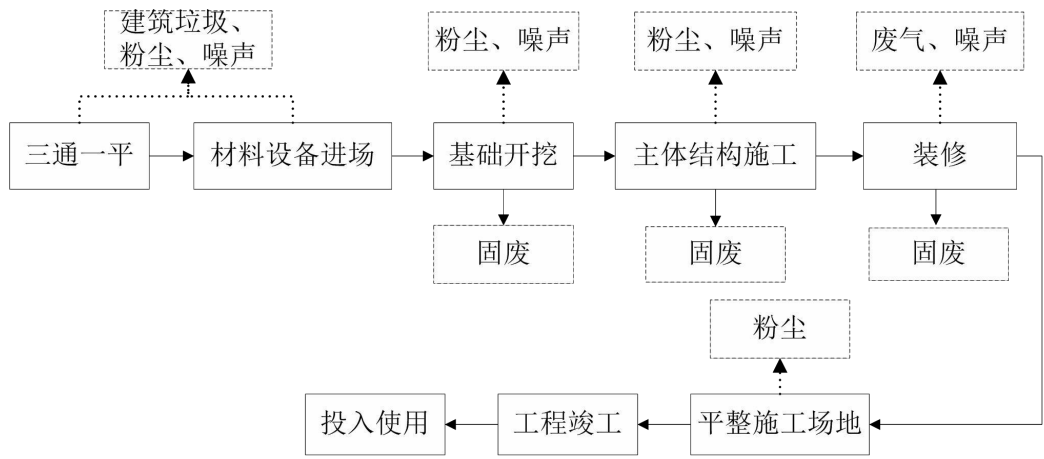 建筑垃圾、
粉尘、噪声
粉尘、噪声
粉尘、噪声
废气、噪声
三通一平
材料设备进场
基础开挖
主体结构施工
装修
固废
固废
固废
粉尘
投入使用
工程竣工
平整施工场地